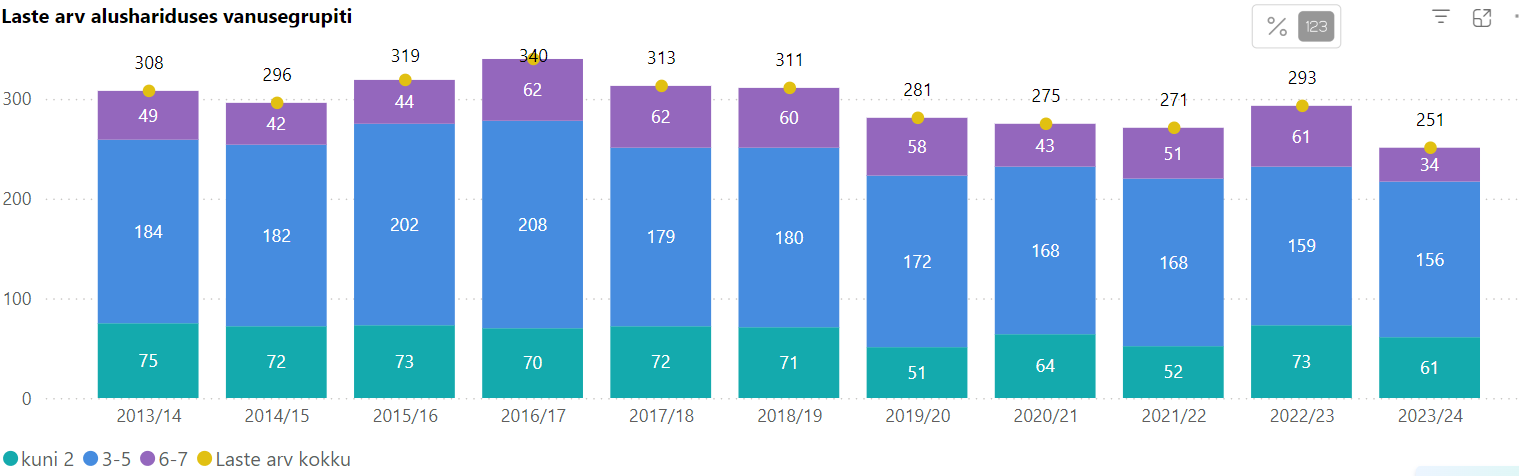 Laste arv alushariduses vanusegrupiti
123
308 296 319 340 313 311 281 275 271 293 251
300
49 42 44 62 62 60 58 43 51 61 34
200
184 182 202 208 179 180 172 168 168 159 156
100
75 72 73 70 72 71 51 64 52 73 61
0
2013/14 2014/15 2015/16 2016/17 2017/18 2018/19 2019/20 2020/21 2021/22 2022/23 2023/24
kuni 2 3-5 6-7 Laste arv kokku